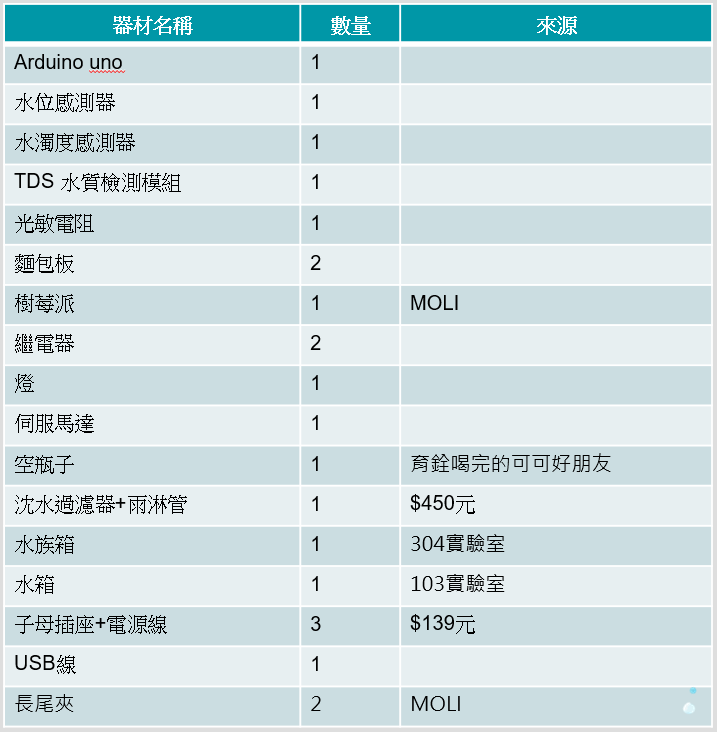 器材名稱 數量 來源
Arduino uno 1
水位感測器 1
水濁度感測器 1
TDS 水質檢測模組 1
光敏電阻 1
麵包板 2
樹莓派 1 MOLI
繼電器 2
燈 1
伺服馬達 1
空瓶子 1 育銓喝完的可可好朋友
沈水過濾器+雨淋管 1 $450元
水族箱 1 304實驗室
水箱 1 103實驗室
子母插座+電源線 3 $139元
USB線 1
長尾夾 2 MOLI